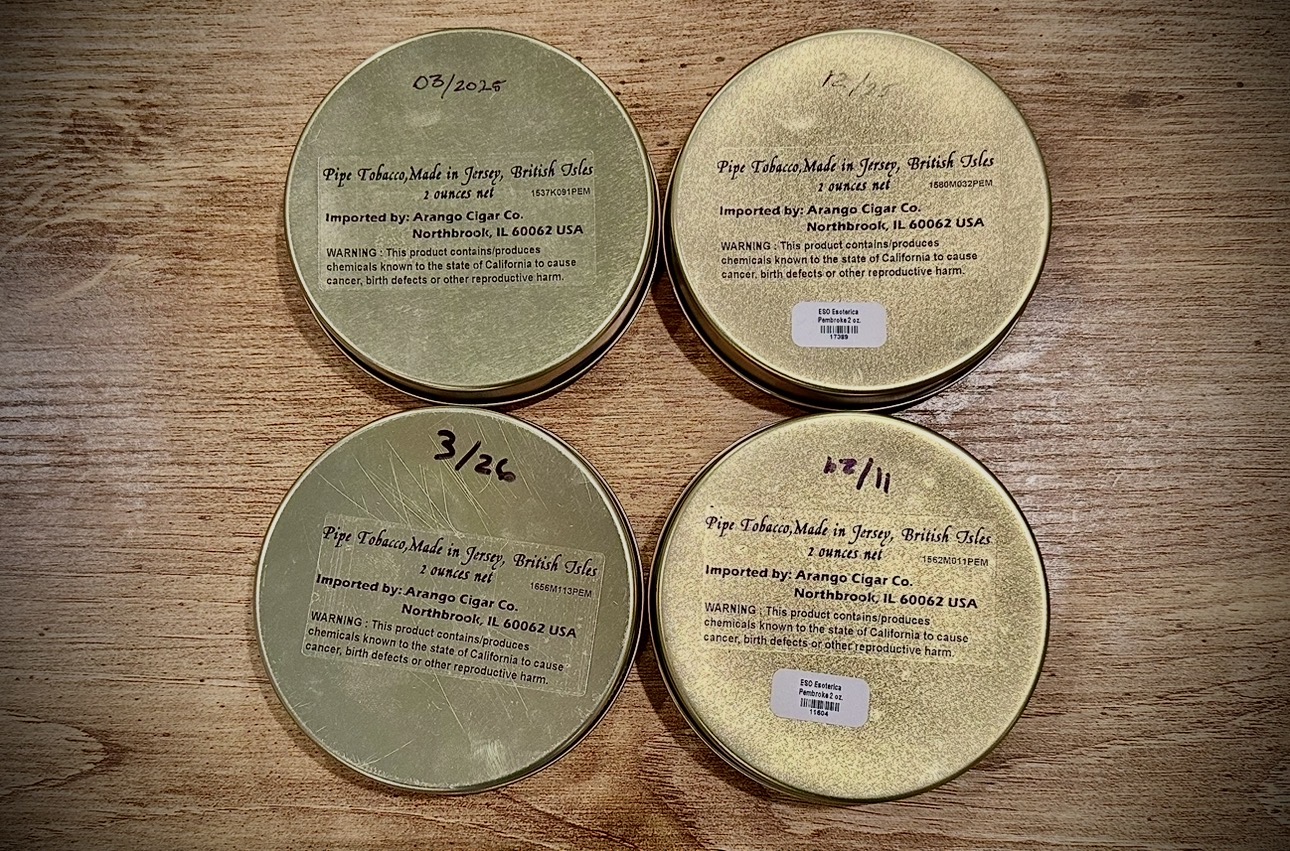 03/2025
Pipe Tobacco,Made in Jersey, British Isles
2 ounces net 1537K091PEM
Imported by: Arango Cigar Co.
Northbrook, IL 60062 USA
WARNING : This product contains/produces
chemicals known to the state of California to cause
cancer, birth defects or other reproductive harm.
Pipe Tobacco,Made in Jersey, British Isles
2 ounces net 1580M032PEM
Imported by: Arango Cigar Co.
Northbrook, IL 60062 USA
WARNING : This product contains/produces
chemicals known to the state of California to cause
cancer, birth defects or other reproductive harm.
ESO Esoterica
Pembroke 2 oz.
17389
3/26
Pipe Tobacco,Made in Jersey, British Isles
2 ounces net
1656M113PEM
Imported by: Arango Cigar Co.
Northbrook, IL 60062 USA
WARNING : This product contains/produces
chemicals known to the state of California to cause
cancer, birth defects or other reproductive harm.
Pipe Tobacco,Made in Jersey, British Isles
2 ounces net 1562M011PEM
Imported by: Arango Cigar Co.
Northbrook, IL 60062 USA
WARNING : This product contains/produces
chemicals known to the state of California to cause
cancer, birth defects or other reproductive harm.
ESO Esoterica
Pembroke 2 oz.
11604